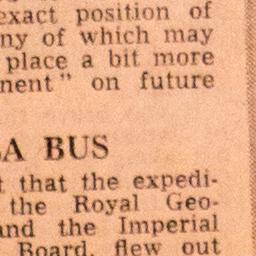 exact position of
ny of which may
place a bit more
nent" on future
A BUS
t that the expedi-
the Royal Geo-
and the Imperial
Board, flew out